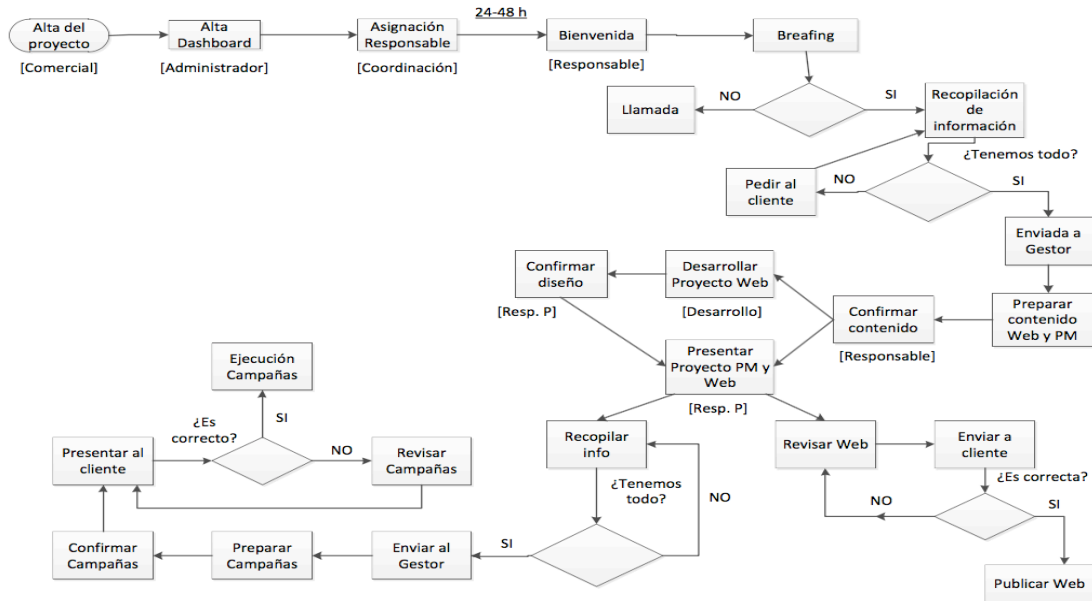 Alta del
proyecto
[Comercial]
Alta
Dashboard
[Administrador]
Asignación
Responsable
[Coordinación]
24-48 h
Bienvenida
[Responsable]
Breafing
NO
SI
Llamada
Recopilación
de
información
¿Tenemos todo?
NO
SI
Pedir al
cliente
Enviada a
Gestor
Preparar
contenido
Web y PM
Confirmar
contenido
[Responsable]
Desarrollar
Proyecto Web
[Desarrollo]
Confirmar
diseño
[Resp. P]
Presentar
Proyecto PM y
Web
[Resp. P]
Recopilar
info
¿Tenemos
todo?
NO
SI
Enviar al
Gestor
Preparar
Campañas
Confirmar
Campañas
Presentar al
cliente
¿Es
correcto?
SI
NO
Ejecución
Campañas
Revisar
Campañas
Revisar Web
Enviar a
cliente
¿Es correcta?
NO
SI
Publicar Web